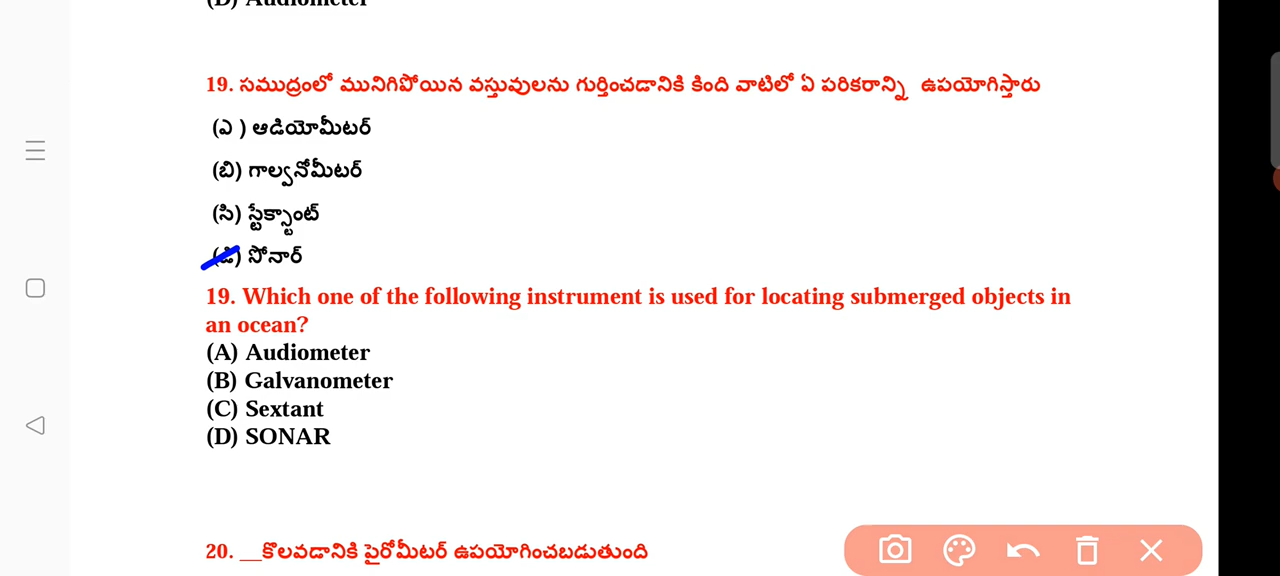 (D) Audiometer
19. సముద్రంలో మునిగిపోయిన వస్తువులను గుర్తించడానికి కింది వాటిలో ఏ పరికరాన్ని ఉపయోగిస్తారు
(ఎ ) ఆడియోమీటర్
(బి) గాల్వనోమీటర్
(సి) స్టేక్స్టాంట్
(డి) సోనార్
19. Which one of the following instrument is used for locating submerged objects in
an ocean?
(A) Audiometer
(B) Galvanometer
(C) Sextant
(D) SONAR
20. __కొలవడానికి పైరోమీటర్ ఉపయోగించబడుతుంది